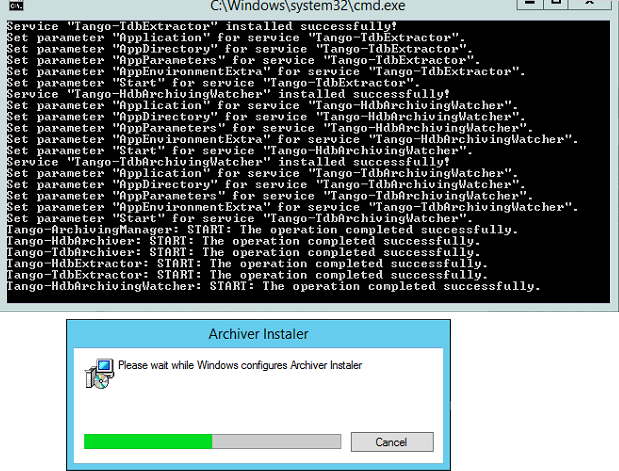 C:\Windows\system32\cmd.exe
Service "Tango-TdbExtractor" installed successfully!
Set parameter "Application" for service "Tango-TdbExtractor".
Set parameter "AppDirectory" for service "Tango-TdbExtractor".
Set parameter "AppParameters" for service "Tango-TdbExtractor".
Set parameter "AppEnvironmentExtra" for service "Tango-TdbExtractor".
Set parameter "Start" for service "Tango-TdbExtractor".
Service "Tango-HdbArchivingWatcher" installed successfully!
Set parameter "Application" for service "Tango-HdbArchivingWatcher".
Set parameter "AppDirectory" for service "Tango-HdbArchivingWatcher".
Set parameter "AppParameters" for service "Tango-HdbArchivingWatcher".
Set parameter "AppEnvironmentExtra" for service "Tango-HdbArchivingWatcher".
Set parameter "Start" for service "Tango-HdbArchivingWatcher".
Service "Tango-TdbArchivingWatcher" installed successfully!
Set parameter "Application" for service "Tango-TdbArchivingWatcher".
Set parameter "AppDirectory" for service "Tango-TdbArchivingWatcher".
Set parameter "AppParameters" for service "Tango-TdbArchivingWatcher".
Set parameter "AppEnvironmentExtra" for service "Tango-TdbArchivingWatcher".
Set parameter "Start" for service "Tango-TdbArchivingWatcher".
Tango-ArchivingManager: START: The operation completed successfully.
Tango-HdbArchiver: START: The operation completed successfully.
Tango-TdbArchiver: START: The operation completed successfully.
Tango-HdbExtractor: START: The operation completed successfully.
Tango-TdbExtractor: START: The operation completed successfully.
Tango-HdbArchivingWatcher: START: The operation completed successfully.
Archiver Instaler
Please wait while Windows configures Archiver Instaler
Cancel